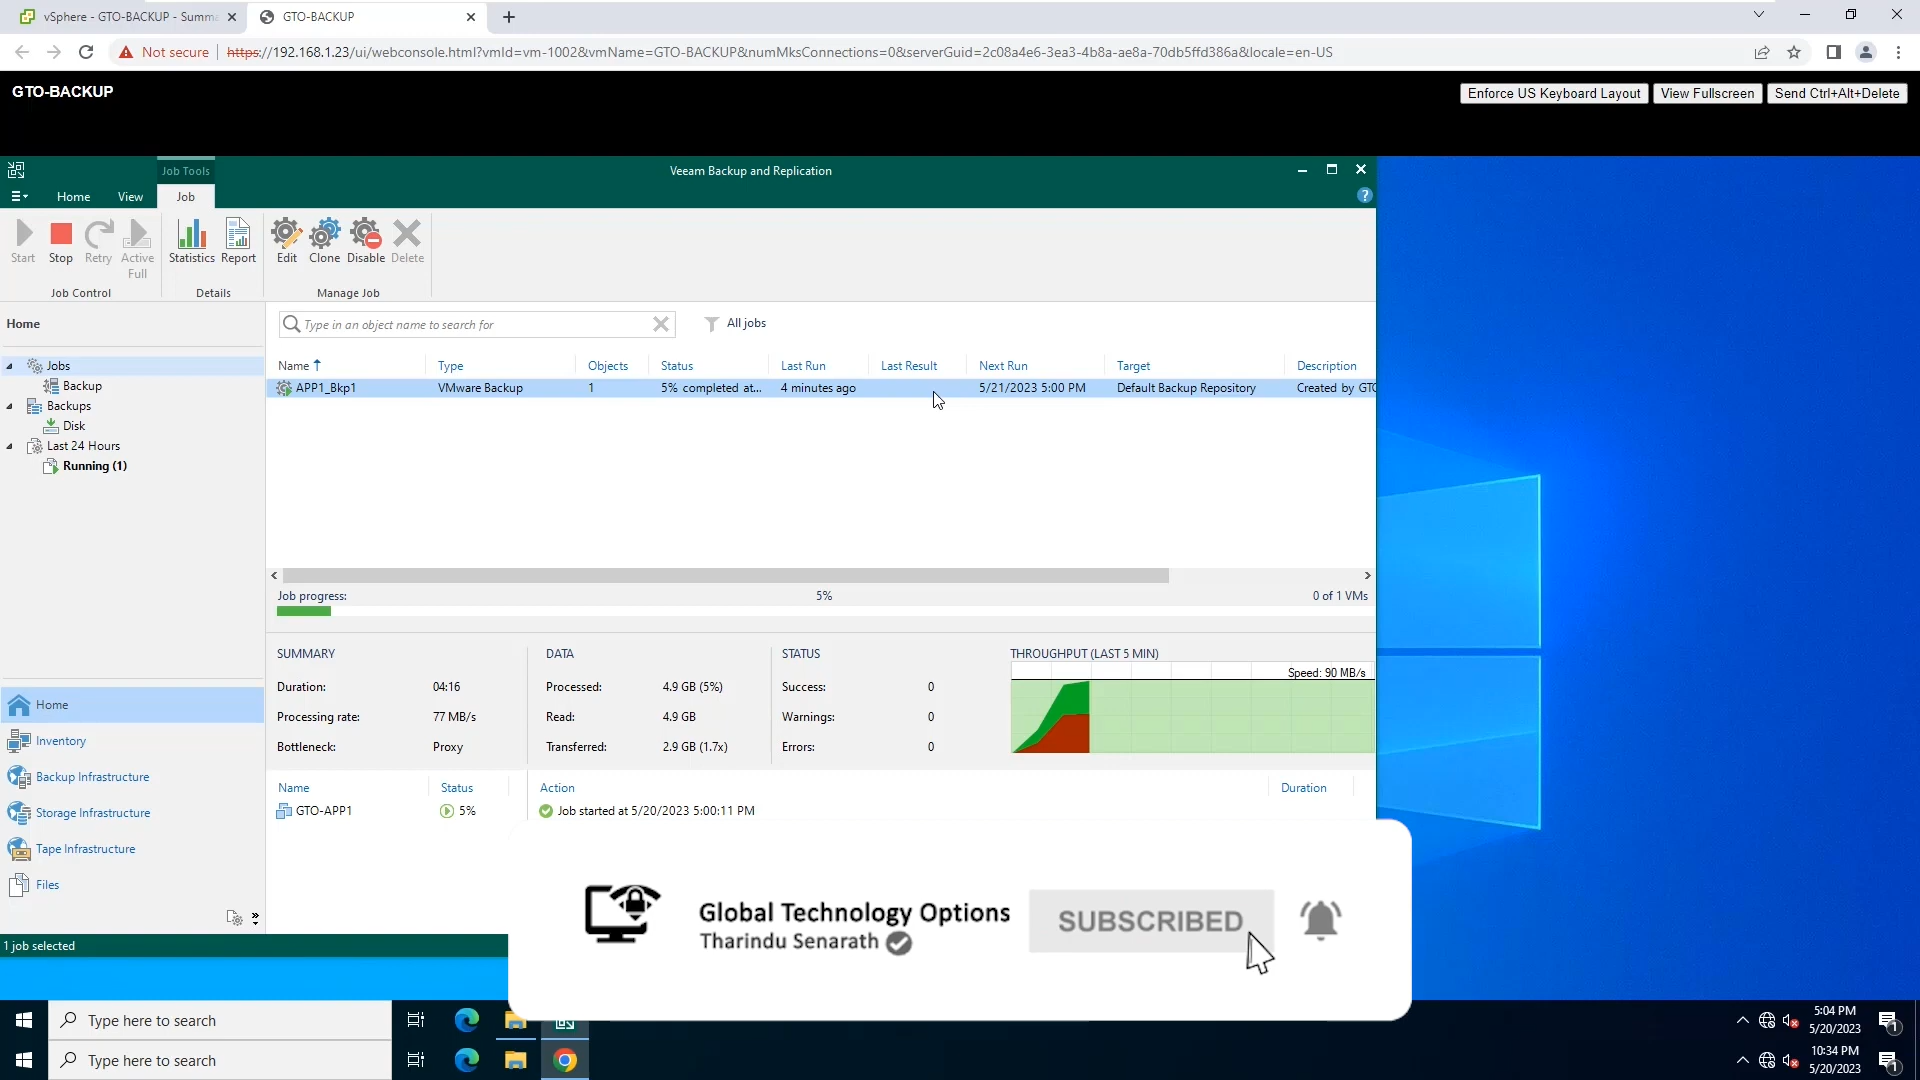 vSphere - GTO-BACKUP - Summa
GTO-BACKUP
Not secure
https://192.168.1.23/ui/webconsole.html?vmId=vm-1002&vmName=GTO-BACKUP&numMksConnections=0&serverGuid=2c08a4e6-3ea3-4b8a-ae8a-70db5ffd386a&locale=en-US
GTO-BACKUP
Enforce US Keyboard Layout
View Fullscreen
Send Ctrl+Alt+Delete
Job Tools
Veeam Backup and Replication
Home
View
Job
Start
Stop
Retry
Active
Full
Statistics
Report
Edit
Clone
Disable
Delete
Job Control
Details
Manage Job
Home
Type in an object name to search for
All jobs
Jobs
Backup
Backups
Disk
Last 24 Hours
Running (1)
Name Type Objects Status Last Run Last Result Next Run Target Description
APP1_Bkp1 VMware Backup 1 5% completed at... 4 minutes ago 5/21/2023 5:00 PM Default Backup Repository Created by GTO
Job progress: 5% 0 of 1 VMs
SUMMARY
Duration: 04:16
Processing rate: 77 MB/s
Bottleneck: Proxy
DATA
Processed: 4.9 GB (5%)
Read: 4.9 GB
Transferred: 2.9 GB (1.7x)
STATUS
Success: 0
Warnings: 0
Errors: 0
THROUGHPUT (LAST 5 MIN)
Speed: 90 MB/s
Name Status
GTO-APP1 5%
Action Duration
Job started at 5/20/2023 5:00:11 PM
Home
Inventory
Backup Infrastructure
Storage Infrastructure
Tape Infrastructure
Files
1 job selected
Global Technology Options
Tharindu Senarath
SUBSCRIBED
Type here to search
5:04 PM
5/20/2023
1
Type here to search
10:34 PM
5/20/2023
1